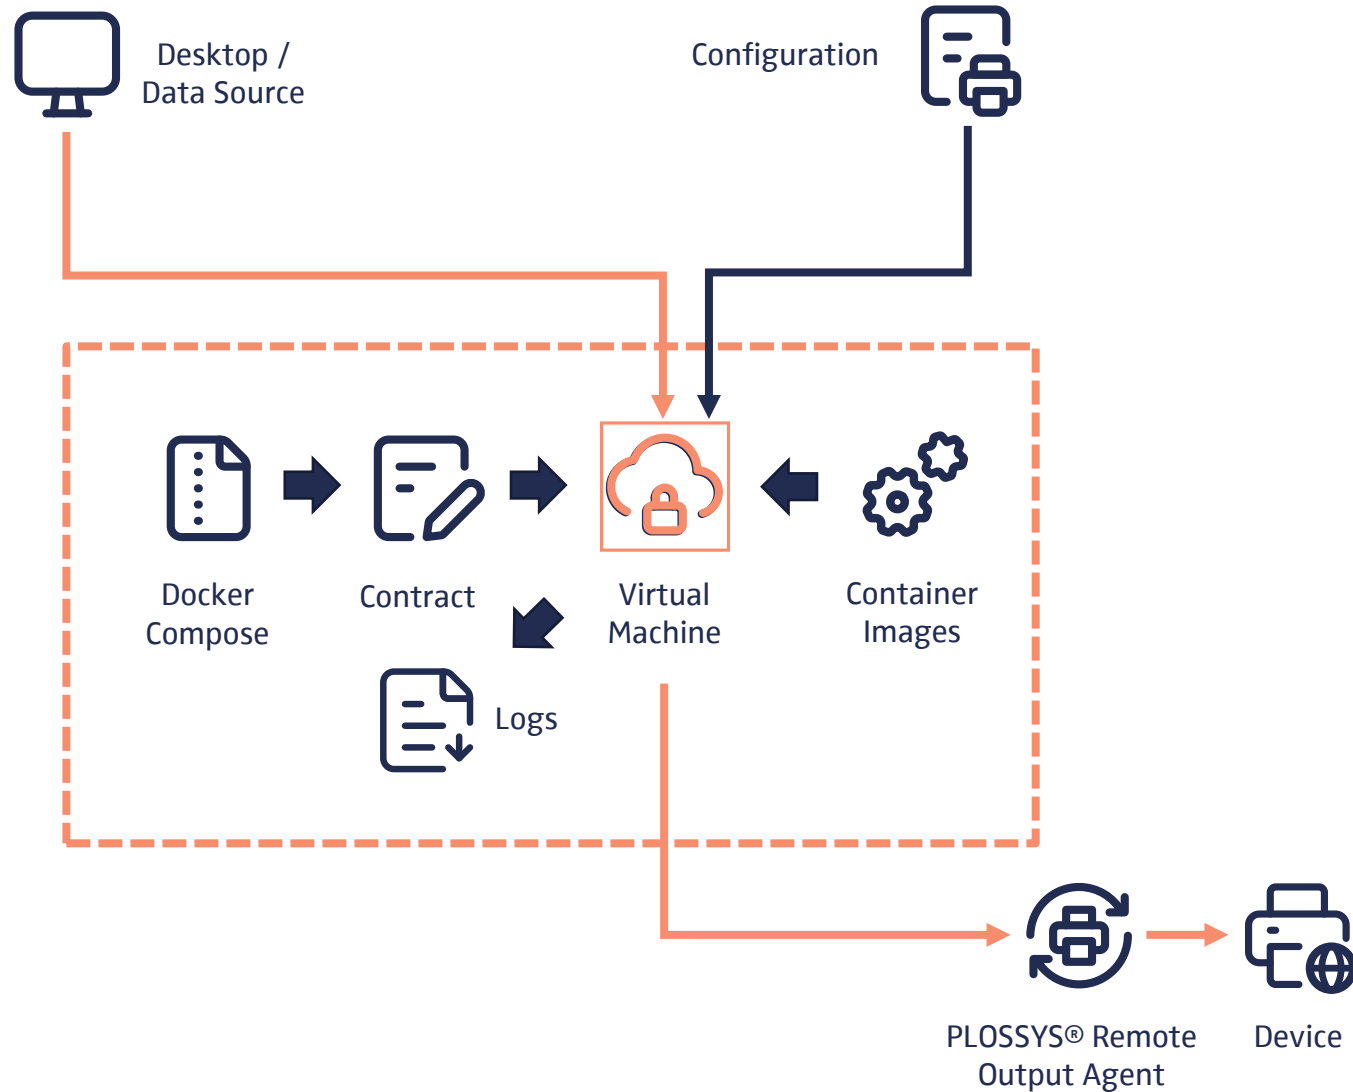 Desktop /
Data Source
Configuration
Docker
Compose
Contract
Virtual
Machine
Container
Images
Logs
PLOSSYS® Remote
Output Agent
Device